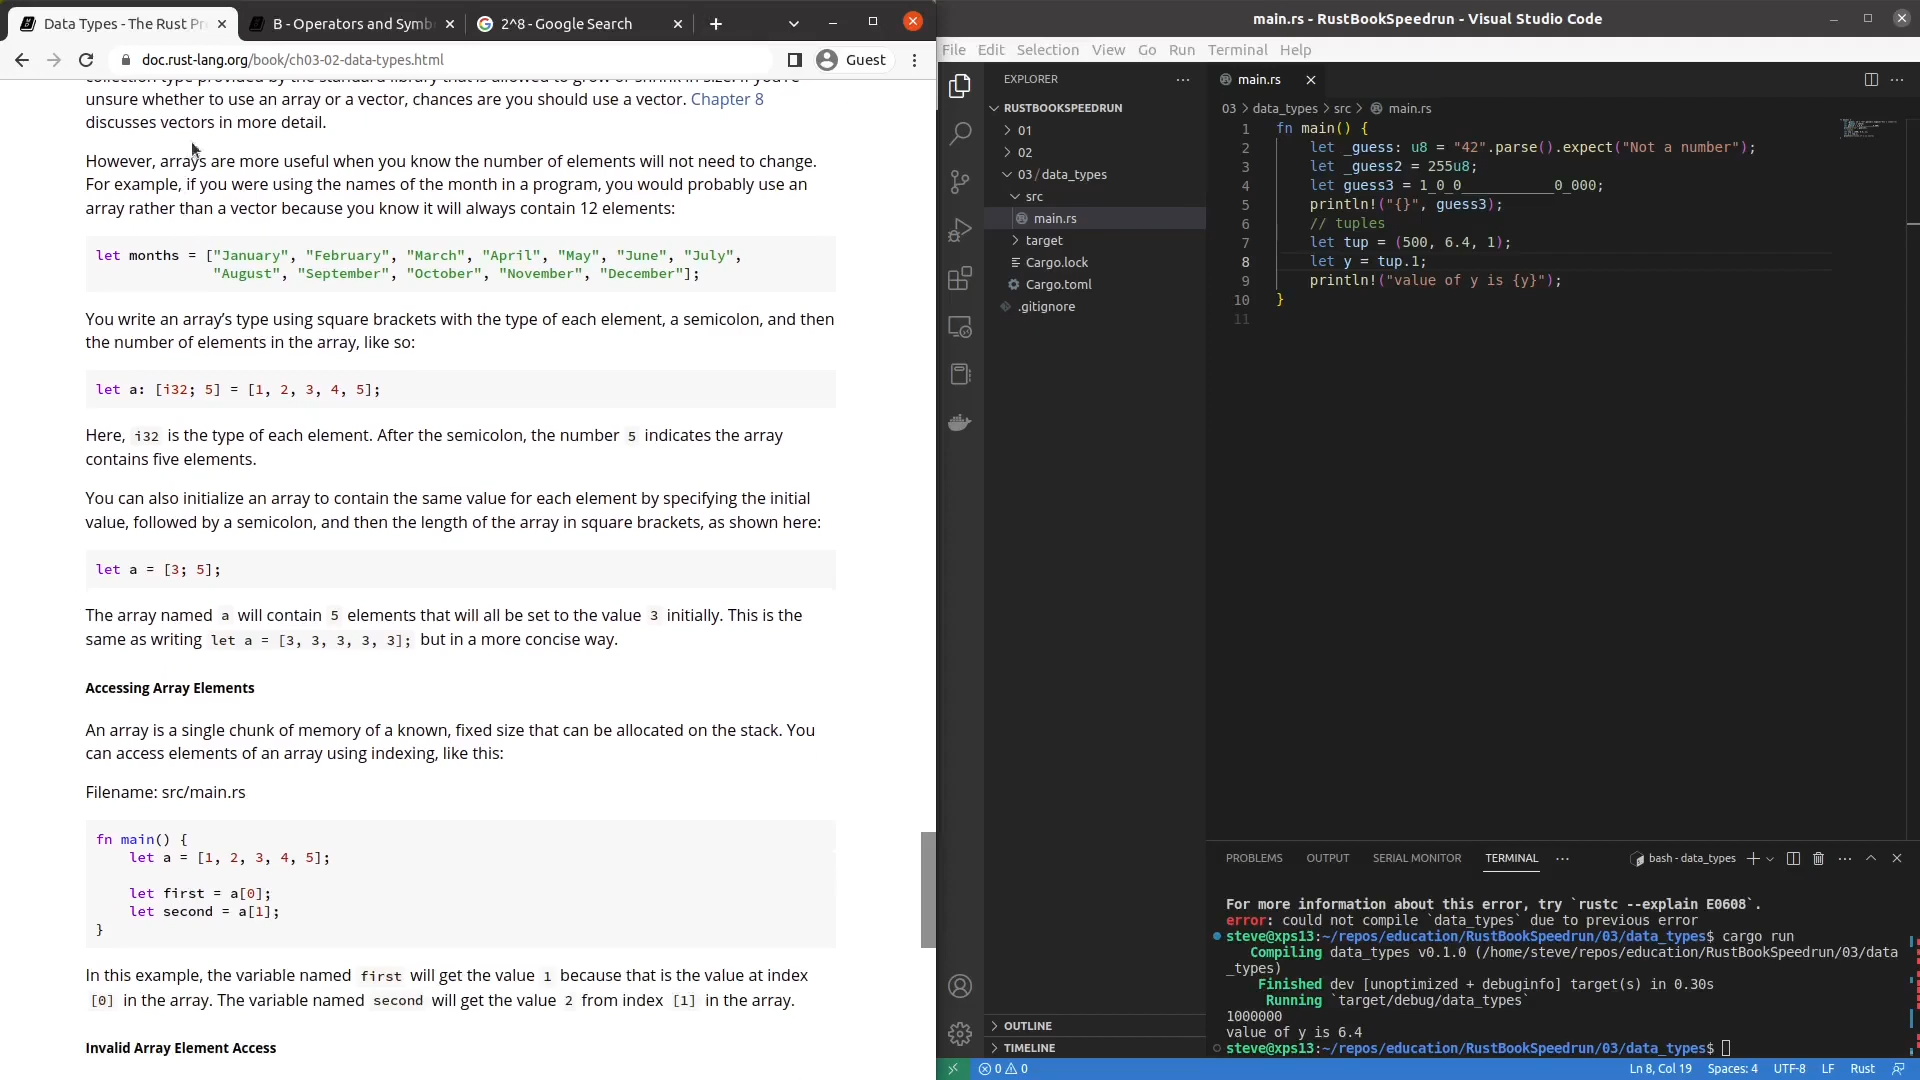 Data Types - The Rust Pr
B - Operators and Symb
2^8 - Google Search
doc.rust-lang.org/book/ch03-02-data-types.html
Guest
collection type provided by the standard library that is allowed to grow or shrink in size. If you're
unsure whether to use an array or a vector, chances are you should use a vector. Chapter 8
discusses vectors in more detail.
However, arrays are more useful when you know the number of elements will not need to change.
For example, if you were using the names of the month in a program, you would probably use an
array rather than a vector because you know it will always contain 12 elements:
let months = ["January", "February", "March", "April", "May", "June", "July",
"August", "September", "October", "November", "December"];
You write an array’s type using square brackets with the type of each element, a semicolon, and then
the number of elements in the array, like so:
let a: [i32; 5] = [1, 2, 3, 4, 5];
Here, i32 is the type of each element. After the semicolon, the number 5 indicates the array
contains five elements.
You can also initialize an array to contain the same value for each element by specifying the initial
value, followed by a semicolon, and then the length of the array in square brackets, as shown here:
let a = [3; 5];
The array named a will contain 5 elements that will all be set to the value 3 initially. This is the
same as writing let a = [3, 3, 3, 3, 3]; but in a more concise way.
Accessing Array Elements
An array is a single chunk of memory of a known, fixed size that can be allocated on the stack. You
can access elements of an array using indexing, like this:
Filename: src/main.rs
fn main() {
let a = [1, 2, 3, 4, 5];
let first = a[0];
let second = a[1];
}
In this example, the variable named first will get the value 1 because that is the value at index
[0] in the array. The variable named second will get the value 2 from index [1] in the array.
Invalid Array Element Access
main.rs - RustBookSpeedrun - Visual Studio Code
File Edit Selection View Go Run Terminal Help
EXPLORER
RUSTBOOKSPEEDRUN
01
02
03 / data_types
src
main.rs
target
Cargo.lock
Cargo.toml
.gitignore
OUTLINE
TIMELINE
main.rs
03 > data_types > src > main.rs
1 fn main() {
2 let _guess: u8 = "42".parse().expect("Not a number");
3 let _guess2 = 255u8;
4 let guess3 = 1_0_0___________0_000;
5 println!("{}", guess3);
6 // tuples
7 let tup = (500, 6.4, 1);
8 let y = tup.1;
9 println!("value of y is {y}");
10 }
11
PROBLEMS OUTPUT SERIAL MONITOR TERMINAL
bash - data_types
For more information about this error, try `rustc --explain E0608`.
error: could not compile `data_types` due to previous error
steve@xps13:~/repos/education/RustBookSpeedrun/03/data_types$ cargo run
Compiling data_types v0.1.0 (/home/steve/repos/education/RustBookSpeedrun/03/data
_types)
Finished dev [unoptimized + debuginfo] target(s) in 0.30s
Running `target/debug/data_types`
1000000
value of y is 6.4
steve@xps13:~/repos/education/RustBookSpeedrun/03/data_types$
0 0
Ln 8, Col 19 Spaces: 4 UTF-8 LF Rust